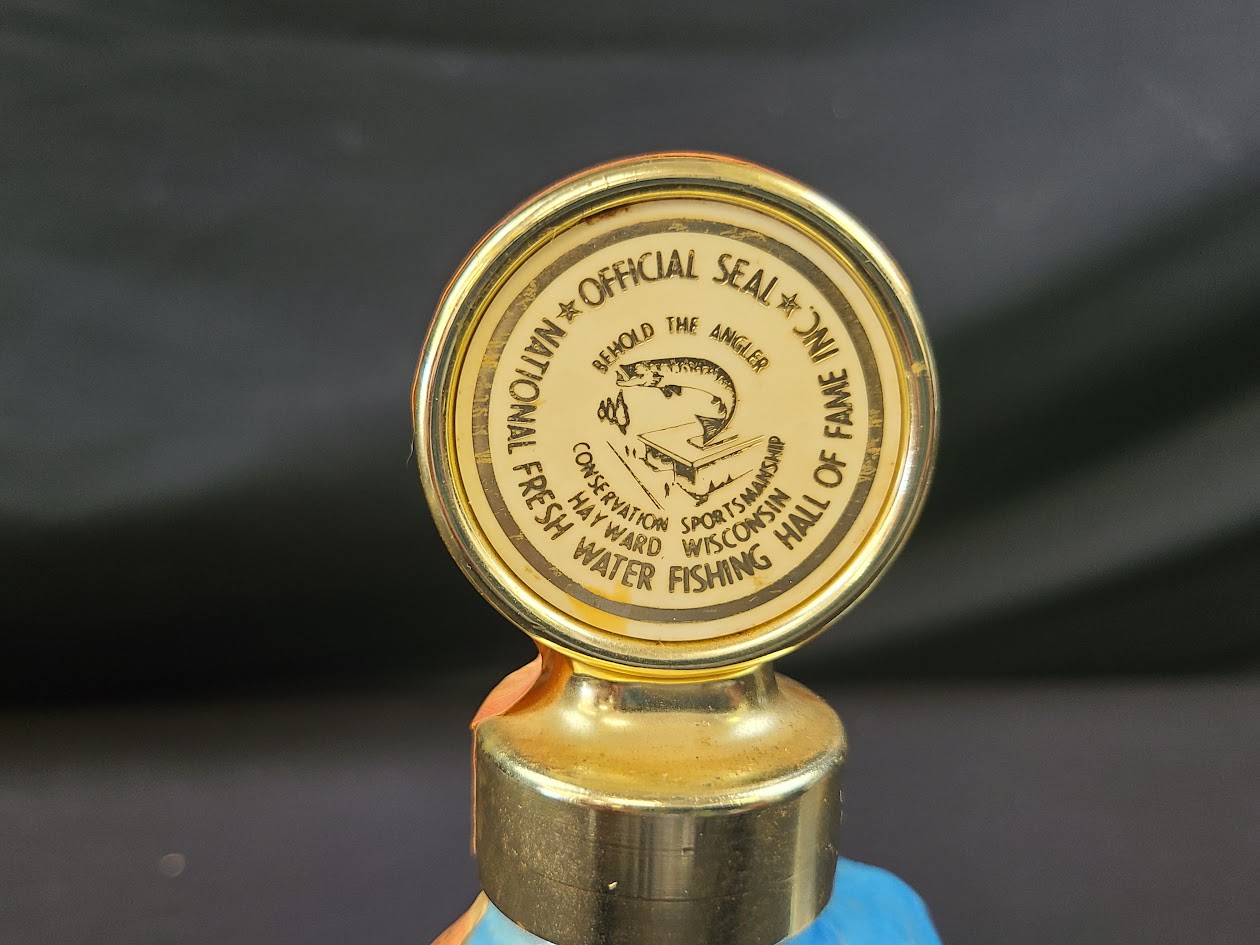 ★ OFFICIAL SEAL ★
NATIONAL FRESH WATER FISHING HALL OF FAME INC.
BEHOLD THE ANGLER
CONSERVATION SPORTSMANSHIP
HAYWARD WISCONSIN